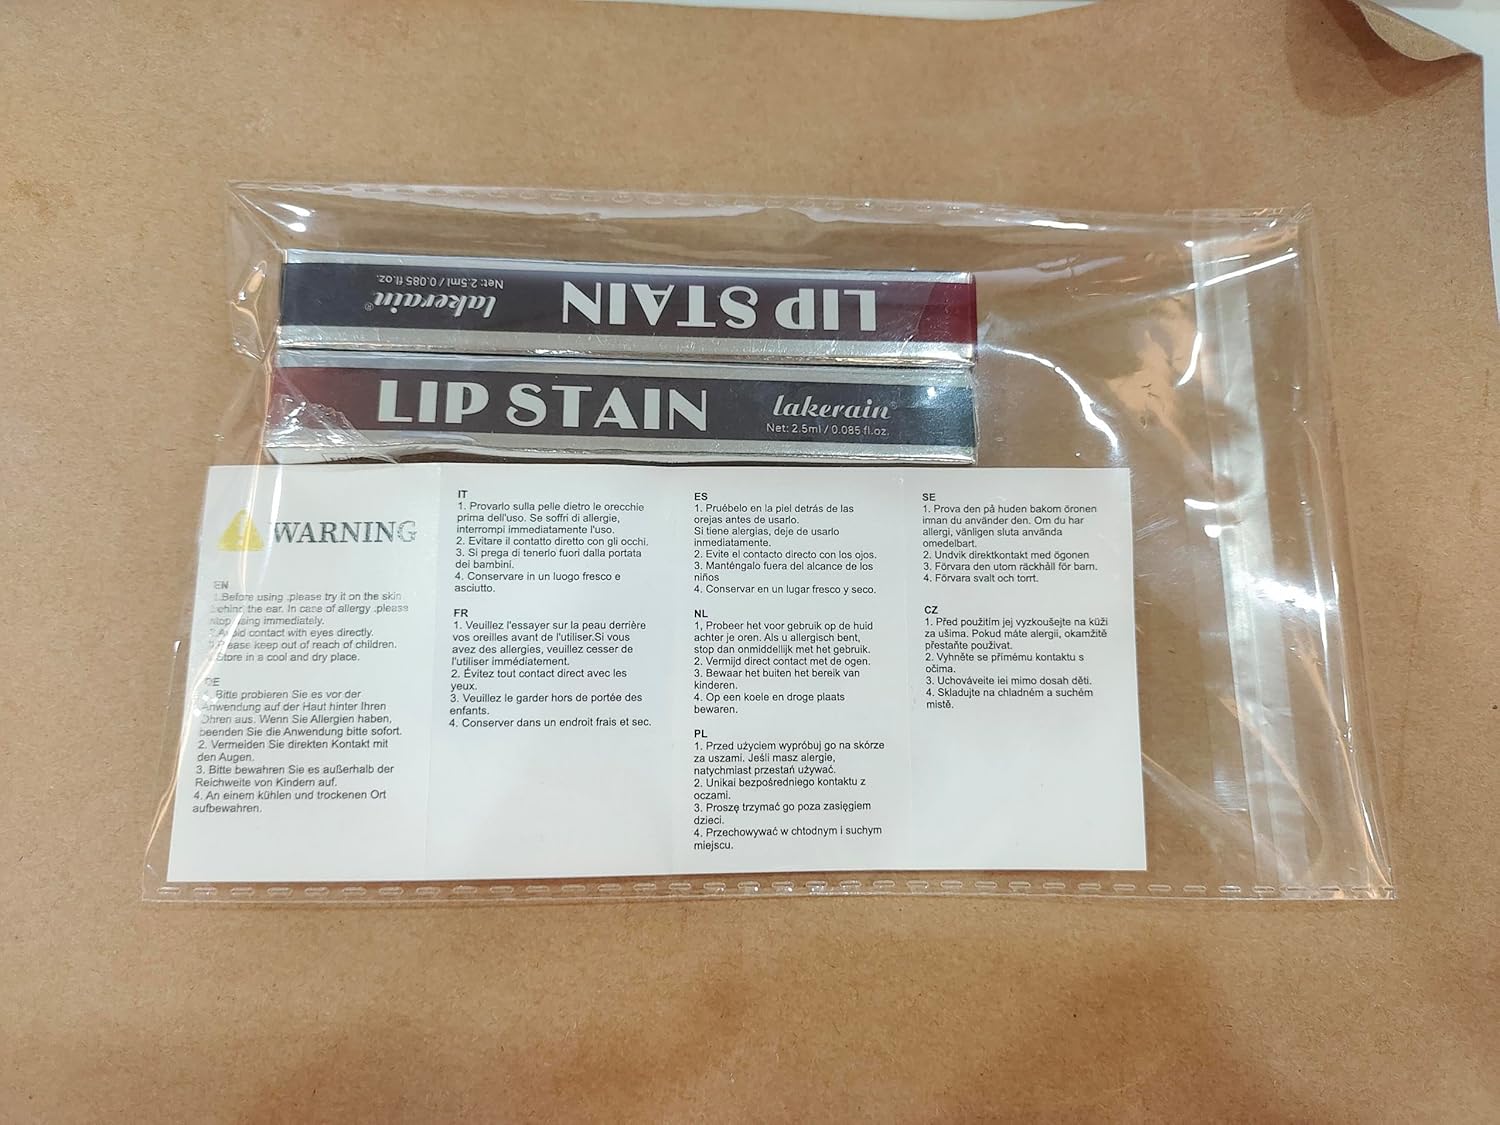 LIP STAIN
lakerain®
Net: 2.5ml / 0.085 fl.oz.
LIP STAIN
lakerain®
Net: 2.5ml / 0.085 fl.oz.
WARNING
EN
1.Before using ,please try it on the skin
behind the ear. In case of allergy ,please
stop using immediately.
2.Avoid contact with eyes directly.
3.Please keep out of reach of children.
Store in a cool and dry place.
DE
1. Bitte probieren Sie es vor der
Anwendung auf der Haut hinter Ihren
Ohren aus. Wenn Sie Allergien haben,
beenden Sie die Anwendung bitte sofort.
2. Vermeiden Sie direkten Kontakt mit
den Augen.
3. Bitte bewahren Sie es außerhalb der
Reichweite von Kindern auf.
4. An einem kühlen und trockenen Ort
aufbewahren.
IT
1. Provarlo sulla pelle dietro le orecchie
prima dell'uso. Se soffri di allergie,
interrompi immediatamente l'uso.
2. Evitare il contatto diretto con gli occhi.
3. Si prega di tenerlo fuori dalla portata
dei bambini.
4. Conservare in un luogo fresco e
asciutto.
FR
1. Veuillez l'essayer sur la peau derrière
vos oreilles avant de l'utiliser.Si vous
avez des allergies, veuillez cesser de
l'utiliser immédiatement.
2. Évitez tout contact direct avec les
yeux.
3. Veuillez le garder hors de portée des
enfants.
4. Conserver dans un endroit frais et sec.
ES
1. Pruébelo en la piel detrás de las
orejas antes de usarlo.
Si tiene alergias, deje de usarlo
inmediatamente.
2. Evite el contacto directo con los ojos.
3. Manténgalo fuera del alcance de los
niños
4. Conservar en un lugar fresco y seco.
NL
1, Probeer het voor gebruik op de huid
achter je oren. Als u allergisch bent,
stop dan onmiddellijk met het gebruik.
2. Vermijd direct contact met de ogen.
3. Bewaar het buiten het bereik van
kinderen.
4. Op een koele en droge plaats
bewaren.
PL
1. Przed użyciem wypróbuj go na skórze
za uszami. Jeśli masz alergie,
natychmiast przestań używać.
2. Unikai bezpośredniego kontaktu z
oczami.
3. Proszę trzymać go poza zasięgiem
dzieci.
4. Przechowywać w chtodnym i suchym
miejscu.
SE
1. Prova den på huden bakom öronen
innan du använder den. Om du har
allergi, vänligen sluta använda
omedelbart.
2. Undvik direktkontakt med ögonen
3. Förvara den utom räckhåll för barn.
4. Förvara svalt och torrt.
CZ
1. Před použitím jej vyzkoušejte na kůži
za ušima. Pokud máte alergii, okamžitě
přestaňte používat.
2. Vyhněte se přímému kontaktu s
očima.
3. Uchováveite iei mimo dosah děti.
4. Skladujte na chladném a suchém
místě.